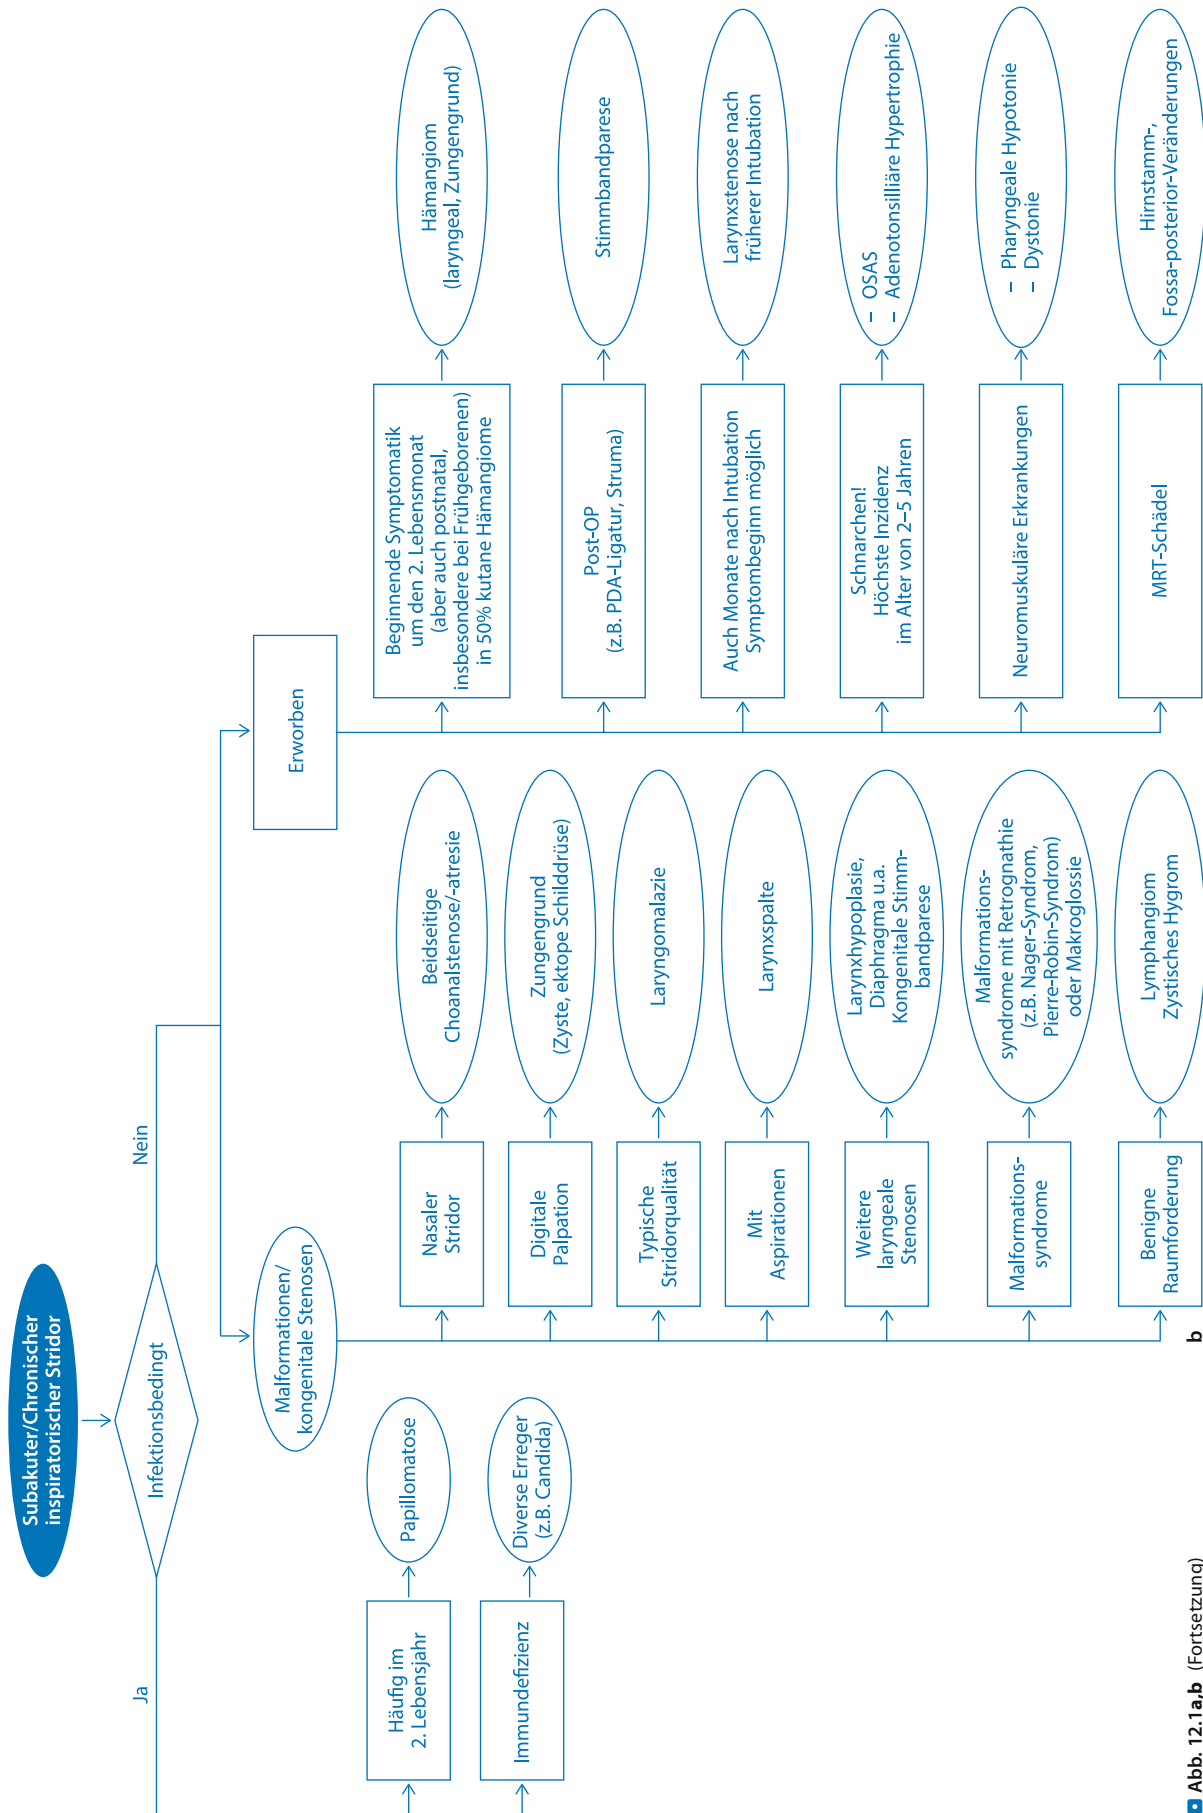 Subakuter/Chronischer
inspiratorischer Stridor
Infektionsbedingt
Ja
Nein
Häufig im
2. Lebensjahr
Papillomatose
Immundefizienz
Diverse Erreger
(z.B. Candida)
Malformationen/
kongenitale Stenosen
Nasaler
Stridor
Beidseitige
Choanalstenose/-atresie
Digitale
Palpation
Zungengrund
(Zyste, ektope Schilddrüse)
Typische
Stridorqualität
Laryngomalazie
Mit
Aspirationen
Larynxspalte
Weitere
laryngeale
Stenosen
Larynxhypoplasie,
Diaphragma u.a.
Kongenitale Stimm-
bandparese
Malformations-
syndrome
Malformations-
syndrome mit Retrognathie
(z.B. Nager-Syndrom,
Pierre-Robin-Syndrom)
oder Makroglossie
Benigne
Raumforderung
Lymphangiom
Zystisches Hygrom
Erworben
Beginnende Symptomatik
um den 2. Lebensmonat
(aber auch postnatal,
insbesondere bei Frühgeborenen)
in 50% kutane Hämangiome
Hämangiom
(laryngeal, Zungengrund)
Post-OP
(z.B. PDA-Ligatur, Struma)
Stimmbandparese
Auch Monate nach Intubation
Symptombeginn möglich
Larynxstenose nach
früherer Intubation
Schnarchen!
Höchste Inzidenz
im Alter von 2–5 Jahren
– OSAS
– Adenotonsilliäre Hypertrophie
Neuromuskuläre Erkrankungen
– Pharyngeale Hypotonie
– Dystonie
MRT-Schädel
Hirnstamm-,
Fossa-posterior-Veränderungen
b
Abb. 12.1a,b (Fortsetzung)